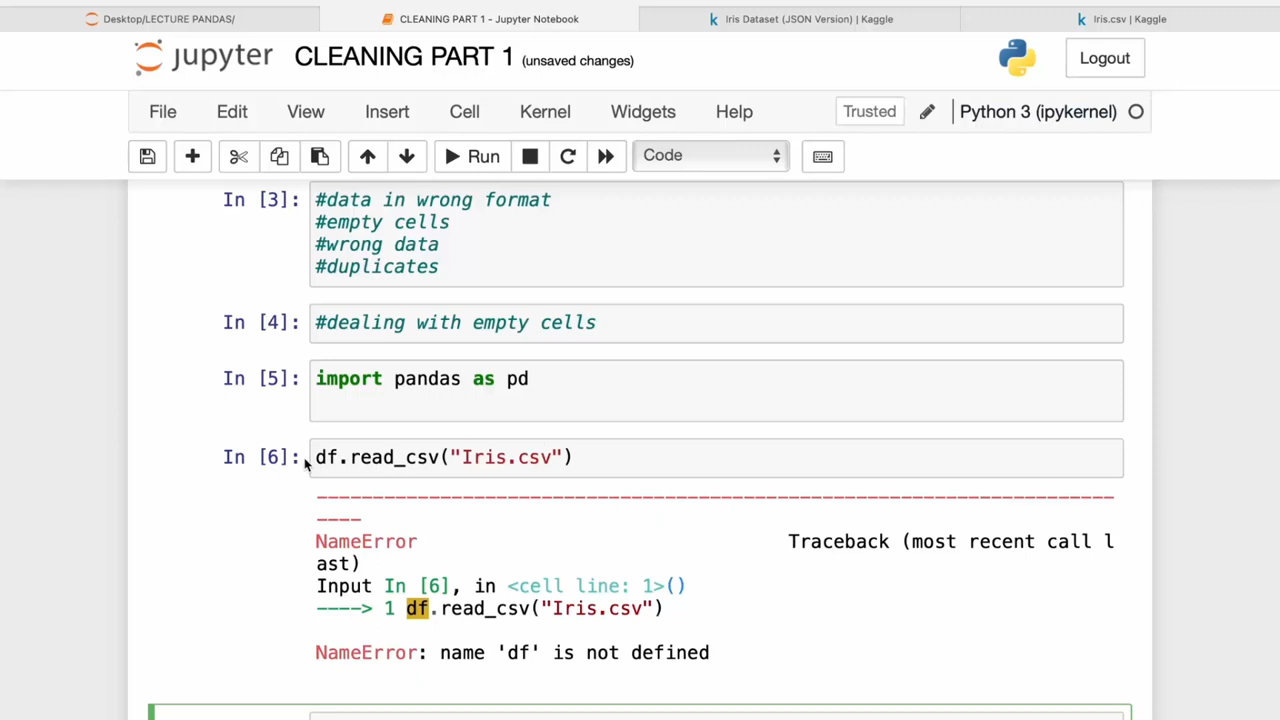 Desktop/LECTURE PANDAS/
CLEANING PART 1 - Jupyter Notebook
Iris Dataset (JSON Version) | Kaggle
Iris.csv | Kaggle
jupyter CLEANING PART 1 (unsaved changes)
Logout
File Edit View Insert Cell Kernel Widgets Help Trusted Python 3 (ipykernel)
Run Code
In [3]: #data in wrong format
#empty cells
#wrong data
#duplicates
In [4]: #dealing with empty cells
In [5]: import pandas as pd
In [6]: df.read_csv("Iris.csv")
---------------------------------------------------------------------------
NameError Traceback (most recent call l
ast)
Input In [6], in <cell line: 1>()
----> 1 df.read_csv("Iris.csv")
NameError: name 'df' is not defined